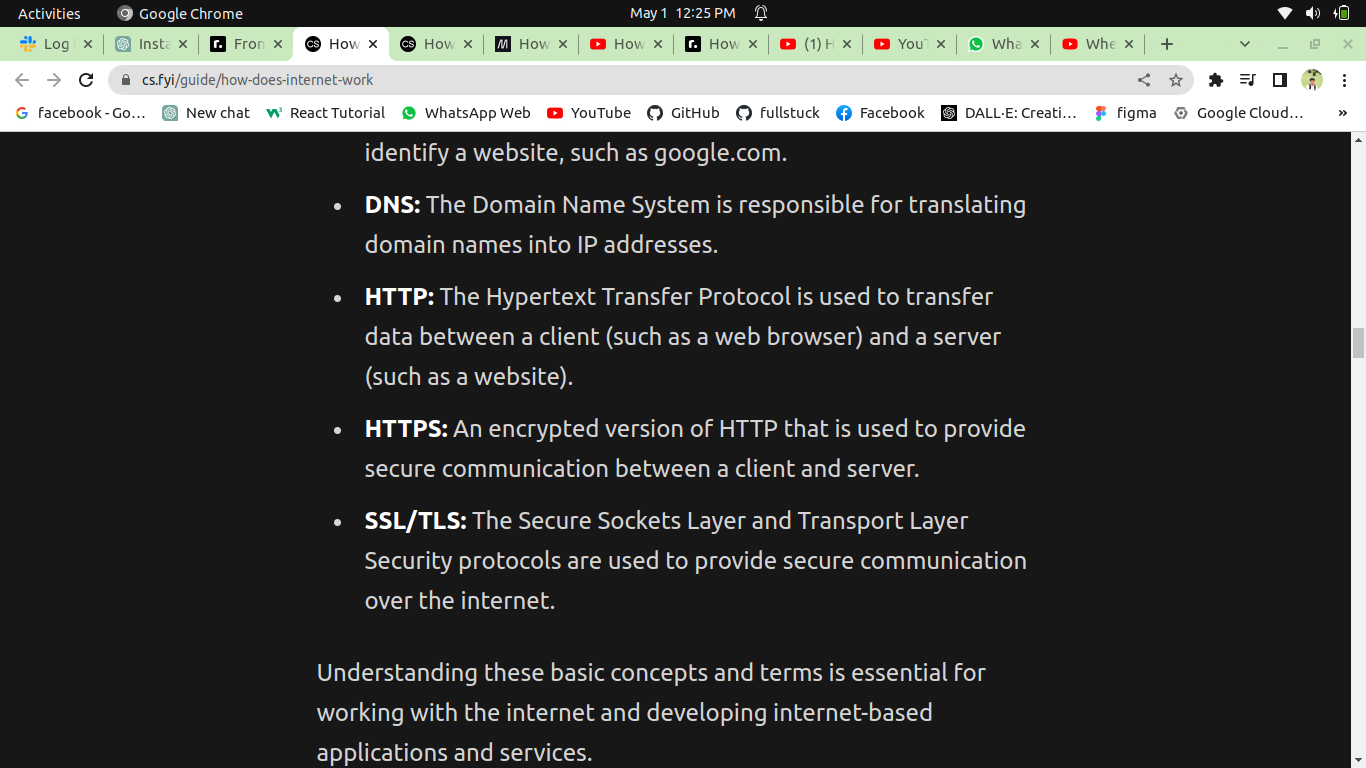 Activities
Google Chrome
May 1 12:25 PM
Log
Insta
Fron
How
How
How
How
How
(1) H
YouT
Wha
Whe
cs.fyi/guide/how-does-internet-work
facebook - Go...
New chat
React Tutorial
WhatsApp Web
YouTube
GitHub
fullstuck
Facebook
DALL·E: Creati...
figma
Google Cloud...
»
identify a website, such as google.com.
• DNS: The Domain Name System is responsible for translating
domain names into IP addresses.
• HTTP: The Hypertext Transfer Protocol is used to transfer
data between a client (such as a web browser) and a server
(such as a website).
• HTTPS: An encrypted version of HTTP that is used to provide
secure communication between a client and server.
• SSL/TLS: The Secure Sockets Layer and Transport Layer
Security protocols are used to provide secure communication
over the internet.
Understanding these basic concepts and terms is essential for
working with the internet and developing internet-based
applications and services.